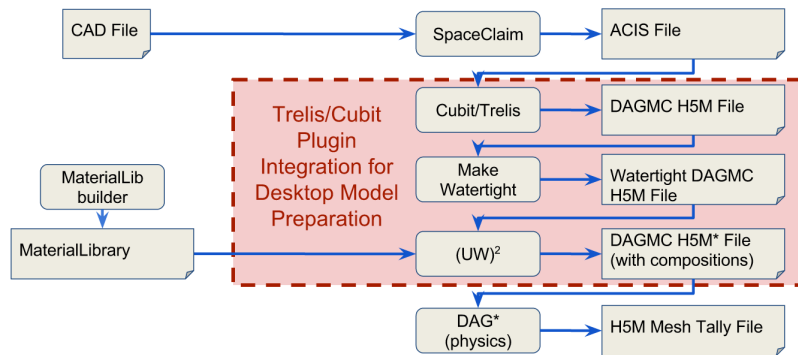 CAD File
SpaceClaim
ACIS File
Trelis/Cubit
Plugin
Integration for
Desktop Model
Preparation
Cubit/Trelis
DAGMC H5M File
Make
Watertight
Watertight DAGMC
H5M File
MaterialLib
builder
MaterialLibrary
(UW)²
DAGMC H5M* File
(with compositions)
DAG*
(physics)
H5M Mesh Tally File